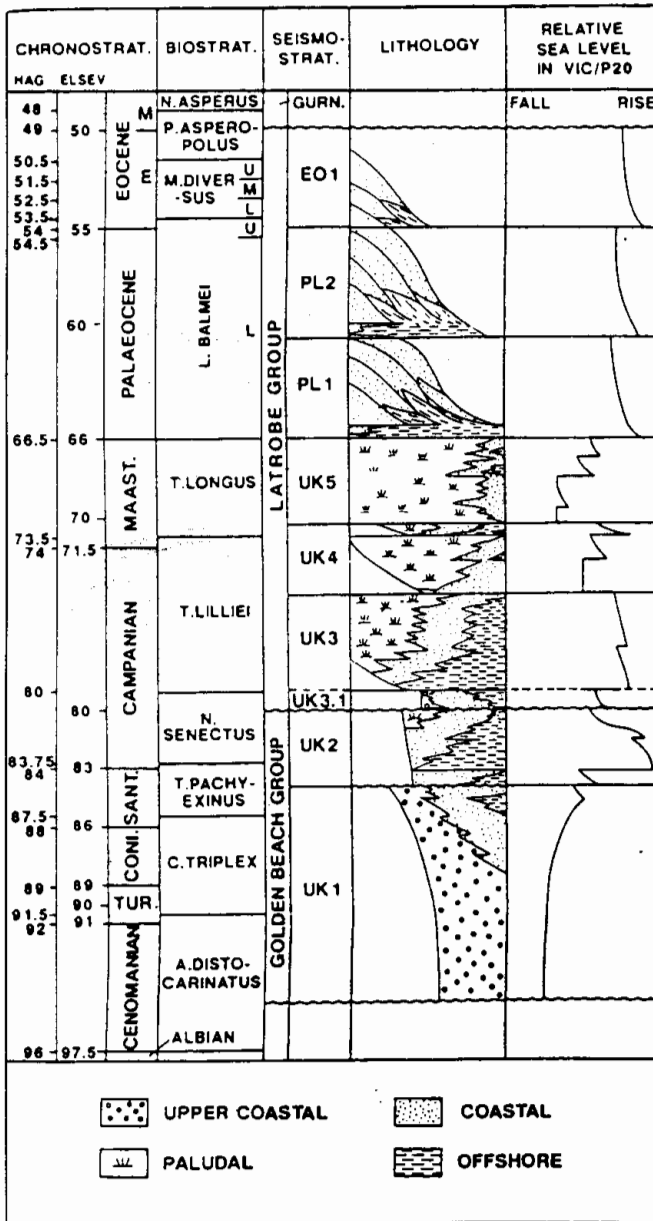 CHRONOSTRAT.
HAG ELSEV
BIOSTRAT.
SEISMO-
STRAT.
LITHOLOGY
RELATIVE
SEA LEVEL
IN VIC/P20
FALL RISE
48
49
50.5
51.5
52.5
53.5
54
54.5
66.5
73.5
74
80
83.75
84
87.5
88
89
91.5
92
96
50
55
60
66
70
71.5
80
83
86
89
90
91
97.5
EOCENE
M
E
PALAEOCENE
MAAST.
CAMPANIAN
SANT.
CONI.
TUR.
CENOMANIAN
ALBIAN
N.ASPERUS
P.ASPERO-
POLUS
M.DIVER
-SUS
U
M
L
U
L. BALMEI
L
T.LONGUS
T.LILLIEI
N.
SENECTUS
T.PACHY-
EXINUS
C.TRIPLEX
A.DISTO-
CARINATUS
LATROBE GROUP
GOLDEN BEACH GROUP
GURN.
EO1
PL2
PL1
UK5
UK4
UK3
UK3.1
UK2
UK1
UPPER COASTAL
COASTAL
PALUDAL
OFFSHORE